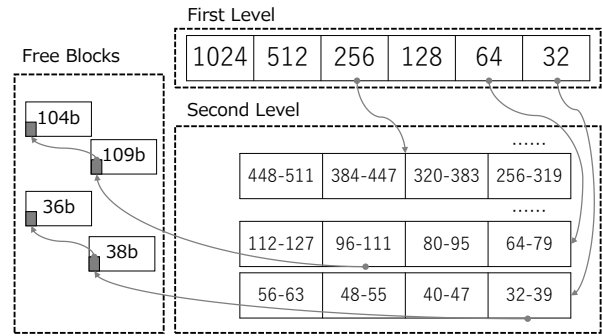 First Level
1024 512 256 128 64 32
Free Blocks
104b
109b
36b
38b
Second Level
......
448-511 384-447 320-383 256-319
......
112-127 96-111 80-95 64-79
56-63 48-55 40-47 32-39